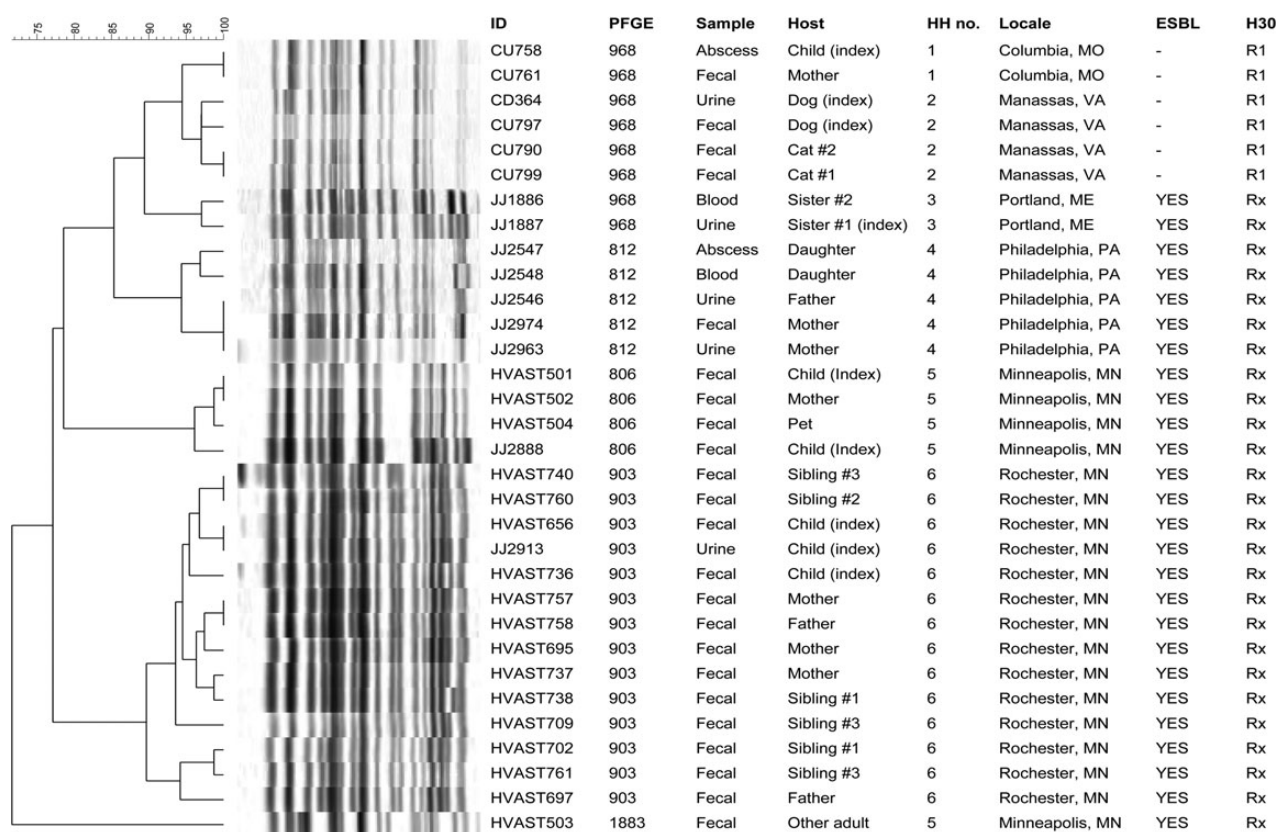 75 80 85 90 95 100
ID PFGE Sample Host HH no. Locale ESBL H30
CU758 968 Abscess Child (index) 1 Columbia, MO - R1
CU761 968 Fecal Mother 1 Columbia, MO - R1
CD364 968 Urine Dog (index) 2 Manassas, VA - R1
CU797 968 Fecal Dog (index) 2 Manassas, VA - R1
CU790 968 Fecal Cat #2 2 Manassas, VA - R1
CU799 968 Fecal Cat #1 2 Manassas, VA - R1
JJ1886 968 Blood Sister #2 3 Portland, ME YES Rx
JJ1887 968 Urine Sister #1 (index) 3 Portland, ME YES Rx
JJ2547 812 Abscess Daughter 4 Philadelphia, PA YES Rx
JJ2548 812 Blood Daughter 4 Philadelphia, PA YES Rx
JJ2546 812 Urine Father 4 Philadelphia, PA YES Rx
JJ2974 812 Fecal Mother 4 Philadelphia, PA YES Rx
JJ2963 812 Urine Mother 4 Philadelphia, PA YES Rx
HVAST501 806 Fecal Child (Index) 5 Minneapolis, MN YES Rx
HVAST502 806 Fecal Mother 5 Minneapolis, MN YES Rx
HVAST504 806 Fecal Pet 5 Minneapolis, MN YES Rx
JJ2888 806 Fecal Child (Index) 5 Minneapolis, MN YES Rx
HVAST740 903 Fecal Sibling #3 6 Rochester, MN YES Rx
HVAST760 903 Fecal Sibling #2 6 Rochester, MN YES Rx
HVAST656 903 Fecal Child (index) 6 Rochester, MN YES Rx
JJ2913 903 Urine Child (index) 6 Rochester, MN YES Rx
HVAST736 903 Fecal Child (index) 6 Rochester, MN YES Rx
HVAST757 903 Fecal Mother 6 Rochester, MN YES Rx
HVAST758 903 Fecal Father 6 Rochester, MN YES Rx
HVAST695 903 Fecal Mother 6 Rochester, MN YES Rx
HVAST737 903 Fecal Mother 6 Rochester, MN YES Rx
HVAST738 903 Fecal Sibling #1 6 Rochester, MN YES Rx
HVAST709 903 Fecal Sibling #3 6 Rochester, MN YES Rx
HVAST702 903 Fecal Sibling #1 6 Rochester, MN YES Rx
HVAST761 903 Fecal Sibling #3 6 Rochester, MN YES Rx
HVAST697 903 Fecal Father 6 Rochester, MN YES Rx
HVAST503 1883 Fecal Other adult 5 Minneapolis, MN YES Rx